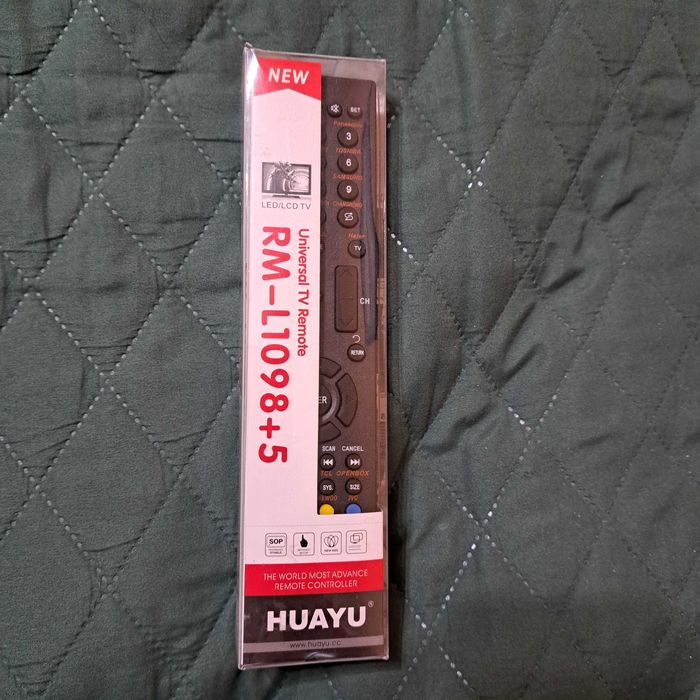 NEW
LED/LCD TV
Universal TV Remote
RM-L1098+5
SET
Panasonic
3
TOSHIBA
6
SAMSUNG
9
CHANGHONG
Haier
TV
CH
RETURN
ER
SCAN CANCEL
TCL OPENBOX
SYS. SIZE
JVC
SOP
THE WORLD MOST ADVANCE
REMOTE CONTROLLER
HUAYU®
www.huayu.cc